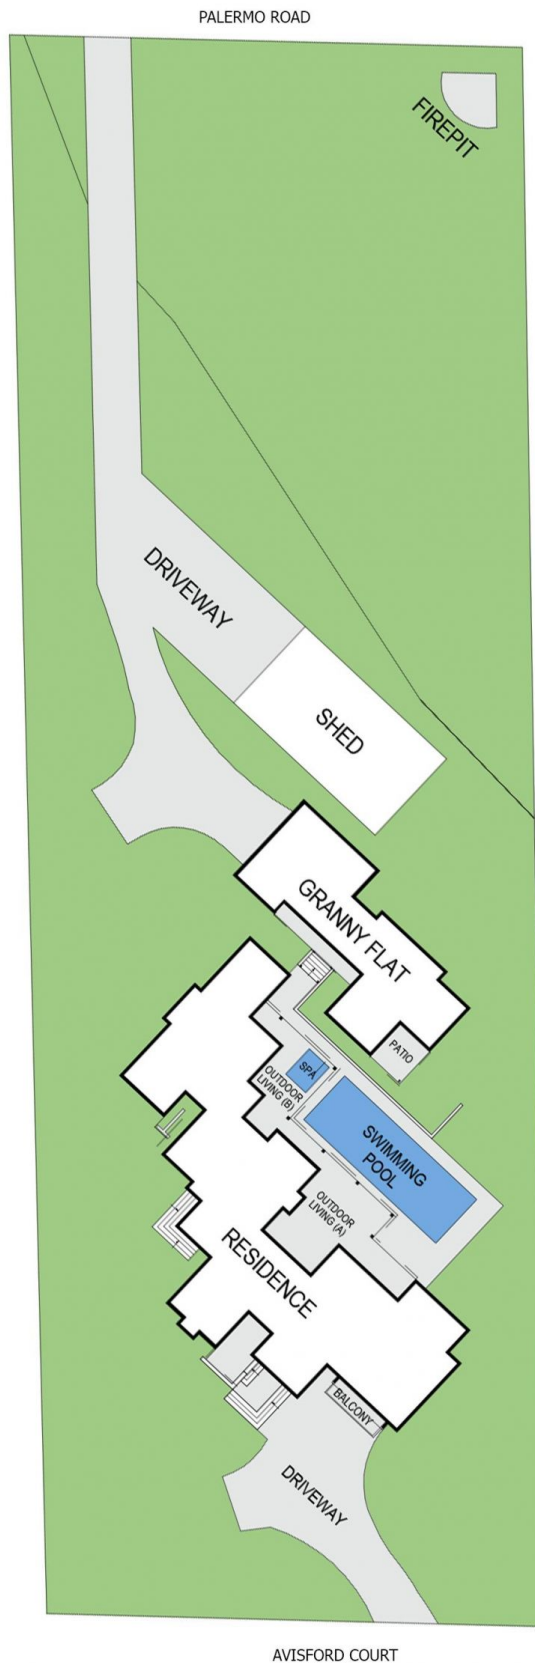 PALERMO ROAD
FIREPIT
DRIVEWAY
SHED
GRANNY FLAT
PATIO
SPA
OUTDOOR
LIVING (B)
SWIMMING
POOL
OUTDOOR
LIVING (A)
RESIDENCE
BALCONY
DRIVEWAY
AVISFORD COURT